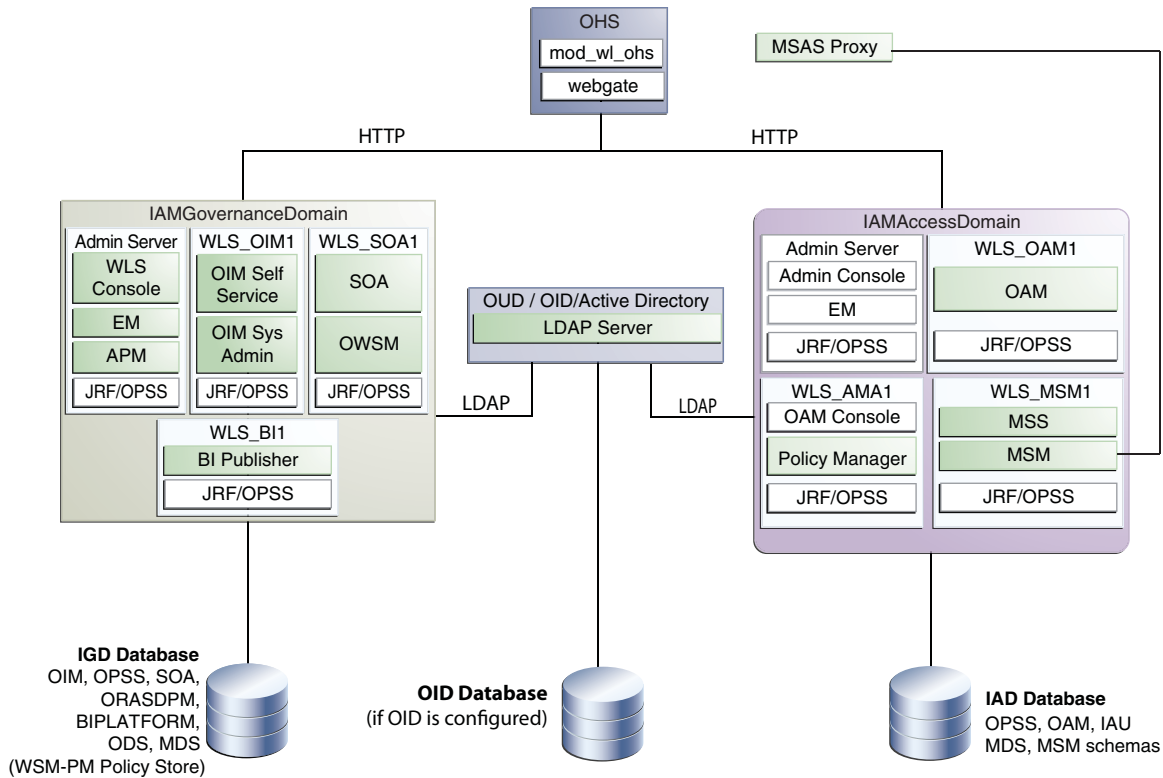 OHS
mod_wl_ohs
webgate
MSAS Proxy
HTTP
HTTP
IAMGovernanceDomain
Admin Server
WLS
Console
EM
APM
JRF/OPSS
WLS_OIM1
OIM Self
Service
OIM Sys
Admin
JRF/OPSS
WLS_SOA1
SOA
OWSM
JRF/OPSS
WLS_BI1
BI Publisher
JRF/OPSS
OUD / OID/Active Directory
LDAP Server
LDAP
LDAP
IAMAccessDomain
Admin Server
Admin Console
EM
JRF/OPSS
WLS_OAM1
OAM
JRF/OPSS
WLS_AMA1
OAM Console
Policy Manager
JRF/OPSS
WLS_MSM1
MSS
MSM
JRF/OPSS
IGD Database
OIM, OPSS, SOA,
ORASDPM,
BIPLATFORM,
ODS, MDS
(WSM-PM Policy Store)
OID Database
(if OID is configured)
IAD Database
OPSS, OAM, IAU
MDS, MSM schemas